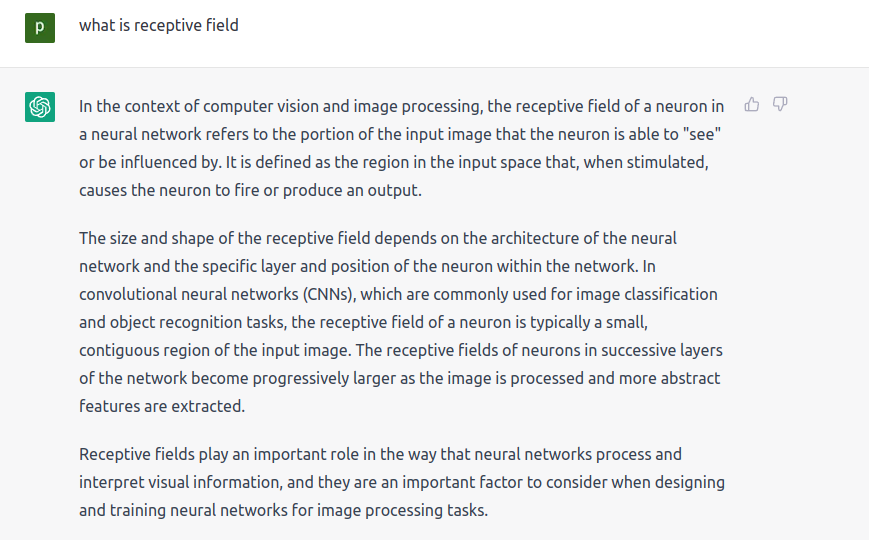 p
what is receptive field
In the context of computer vision and image processing, the receptive field of a neuron in
a neural network refers to the portion of the input image that the neuron is able to "see"
or be influenced by. It is defined as the region in the input space that, when stimulated,
causes the neuron to fire or produce an output.
The size and shape of the receptive field depends on the architecture of the neural
network and the specific layer and position of the neuron within the network. In
convolutional neural networks (CNNs), which are commonly used for image classification
and object recognition tasks, the receptive field of a neuron is typically a small,
contiguous region of the input image. The receptive fields of neurons in successive layers
of the network become progressively larger as the image is processed and more abstract
features are extracted.
Receptive fields play an important role in the way that neural networks process and
interpret visual information, and they are an important factor to consider when designing
and training neural networks for image processing tasks.